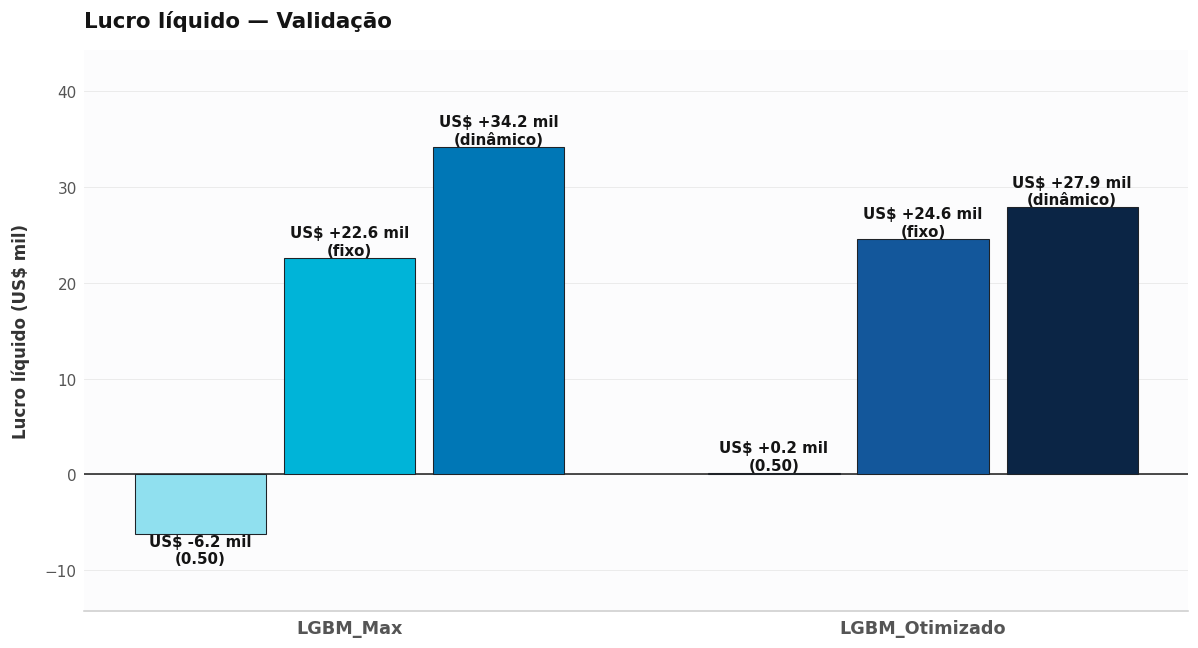 Lucro líquido — Validação
Lucro líquido (US$ mil)
40
30
20
10
0
−10
US$ -6.2 mil
(0.50)
US$ +22.6 mil
(fixo)
US$ +34.2 mil
(dinâmico)
US$ +0.2 mil
(0.50)
US$ +24.6 mil
(fixo)
US$ +27.9 mil
(dinâmico)
LGBM_Max
LGBM_Otimizado